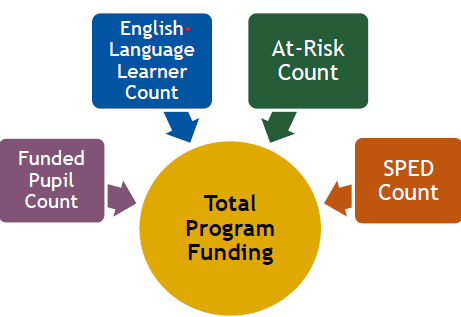 English
Language
Learner
Count
At-Risk
Count
Funded
Pupil
Count
SPED
Count
Total
Program
Funding